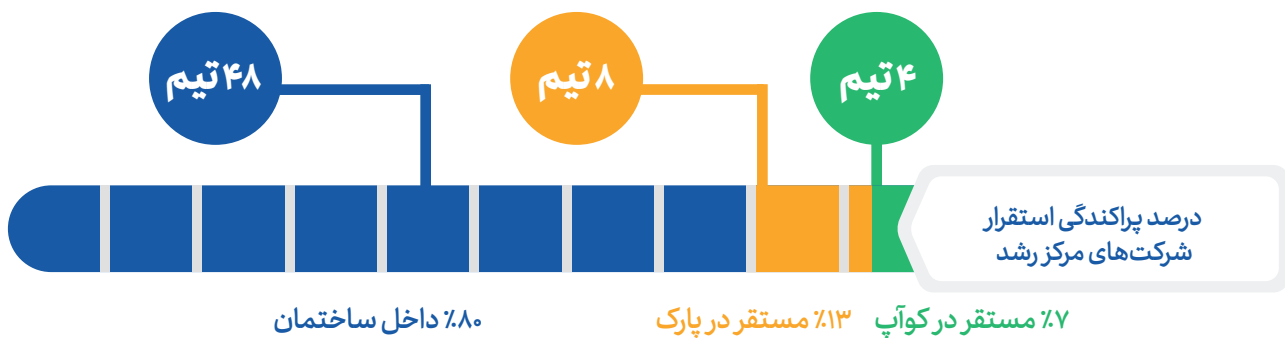 ۴ تیم
۸ تیم
۴۸ تیم
درصد پراکندگی استقرار
شرکت‌های مرکز رشد
۷٪ مستقر در کوآپ
۱۳٪ مستقر در پارک
۸۰٪ داخل ساختمان